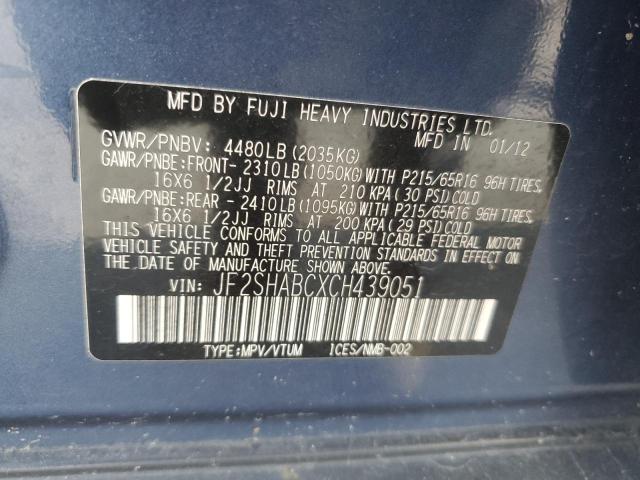 MFD BY FUJI HEAVY INDUSTRIES LTD.
GVWR/PNBV: 4480LB(2035KG) MFD IN 01/12
GAWR/PNBE:FRONT- 2310LB(1050KG)WITH P215/65R16 96H TIRES,
16X6 1/2JJ RIMS AT 210 KPA(30 PSI)COLD
GAWR/PNBE:REAR - 2410LB(1095KG)WITH P215/65R16 96H TIRES,
16X6 1/2JJ RIMS AT 200 KPA(29 PSI)COLD
THIS VEHICLE CONFORMS TO ALL APPLICABLE FEDERAL MOTOR
VEHICLE SAFETY AND THEFT PREVENTION STANDARDS IN EFFECT ON
THE DATE OF MANUFACTURE SHOWN ABOVE.
VIN: JF2SHABCXCH439051
TYPE:MPV/VTUM ICES/NMB-002